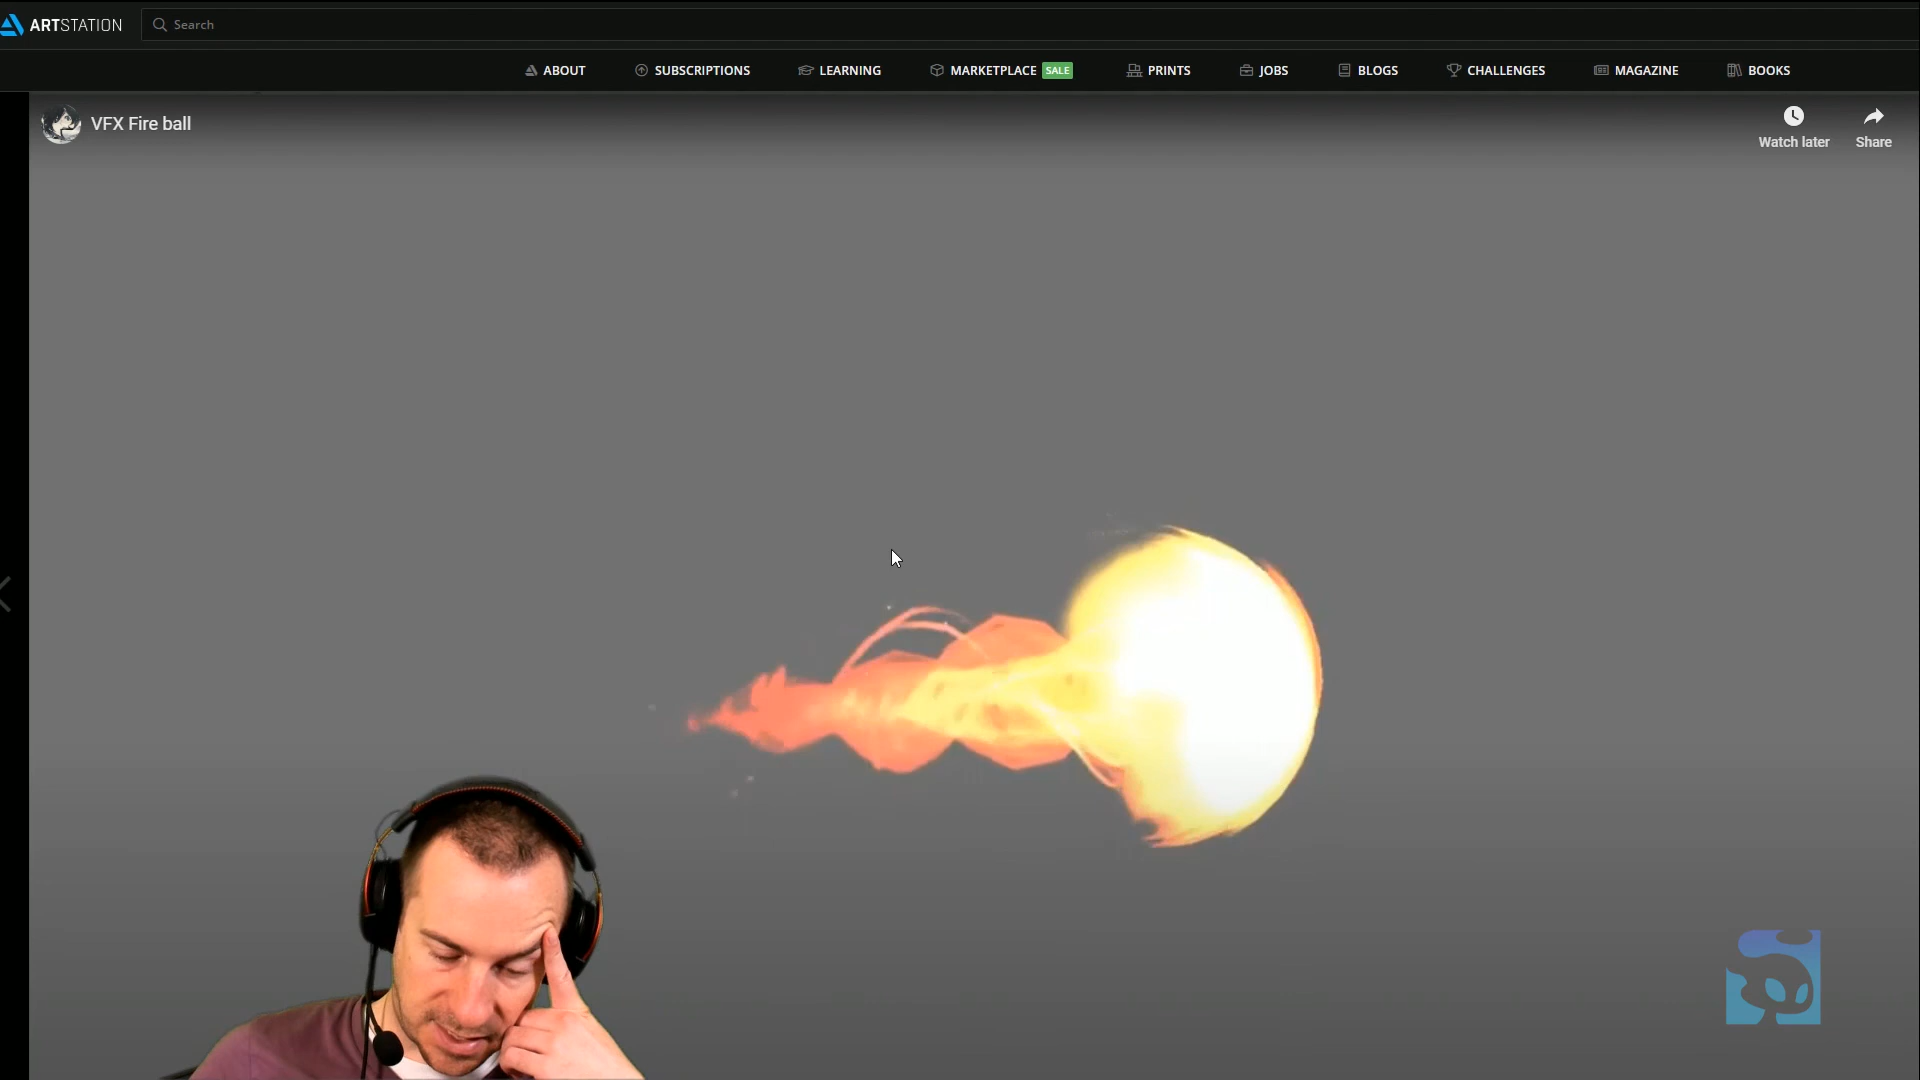 ARTSTATION
Search
ABOUT SUBSCRIPTIONS LEARNING MARKETPLACE SALE PRINTS JOBS BLOGS CHALLENGES MAGAZINE BOOKS
VFX Fire ball
Watch later Share